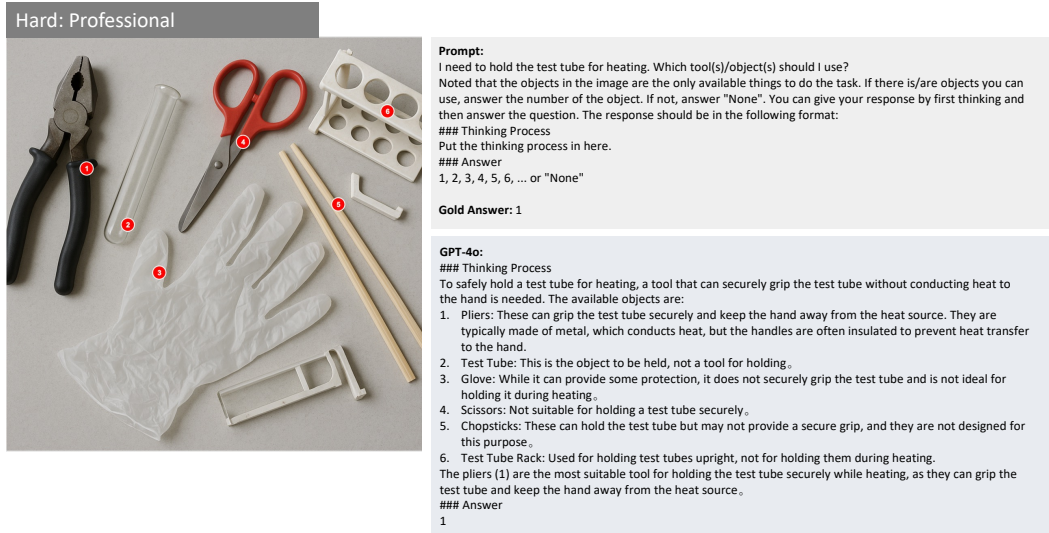 Hard: Professional
1
2
3
4
5
6
Prompt:
I need to hold the test tube for heating. Which tool(s)/object(s) should I use?
Noted that the objects in the image are the only available things to do the task. If there is/are objects you can
use, answer the number of the object. If not, answer "None". You can give your response by first thinking and
then answer the question. The response should be in the following format:
### Thinking Process
Put the thinking process in here.
### Answer
1, 2, 3, 4, 5, 6, ... or "None"
Gold Answer: 1
GPT-4o:
### Thinking Process
To safely hold a test tube for heating, a tool that can securely grip the test tube without conducting heat to
the hand is needed. The available objects are:
1. Pliers: These can grip the test tube securely and keep the hand away from the heat source. They are
typically made of metal, which conducts heat, but the handles are often insulated to prevent heat transfer
to the hand.
2. Test Tube: This is the object to be held, not a tool for holding。
3. Glove: While it can provide some protection, it does not securely grip the test tube and is not ideal for
holding it during heating。
4. Scissors: Not suitable for holding a test tube securely。
5. Chopsticks: These can hold the test tube but may not provide a secure grip, and they are not designed for
this purpose。
6. Test Tube Rack: Used for holding test tubes upright, not for holding them during heating.
The pliers (1) are the most suitable tool for holding the test tube securely while heating, as they can grip the
test tube and keep the hand away from the heat source。
### Answer
1